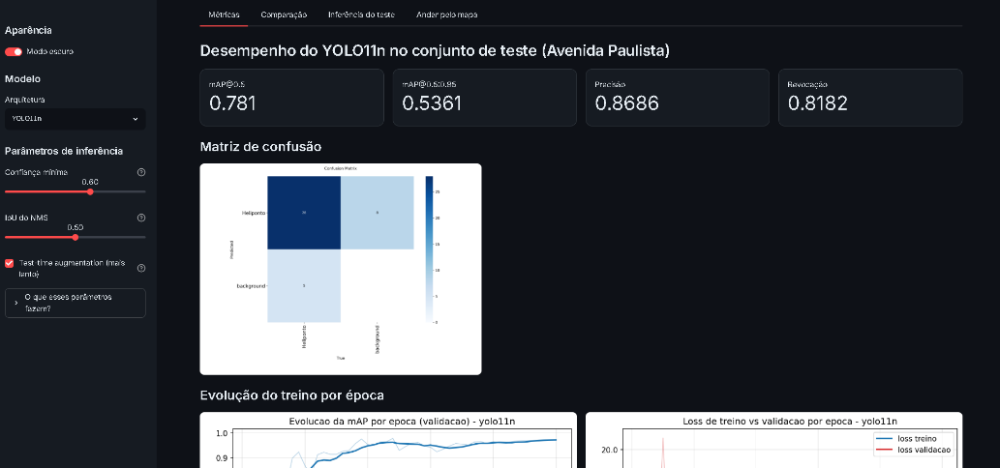 Métricas
Comparação
Inferência do teste
Andar pelo mapa
Aparência
Modo escuro
Modelo
Arquitetura
YOLO11n
Parâmetros de inferência
Confiança mínima
0.60
IoU do NMS
0.50
Test-time augmentation (mais
lento)
O que esses parâmetros
fazem?
Desempenho do YOLO11n no conjunto de teste (Avenida Paulista)
mAP@0.5
0.781
mAP@0.5:0.95
0.5361
Precisão
0.8686
Revocação
0.8182
Matriz de confusão
Confusion Matrix
Heliponto
background
Predicted
25
20
15
10
5
0
Heliponto
background
True
Evolução do treino por época
Evolucao da mAP por epoca (validacao) - yolo11n
1.0
0.9
Loss de treino vs validacao por epoca - yolo11n
20.0
loss treino
loss validacao